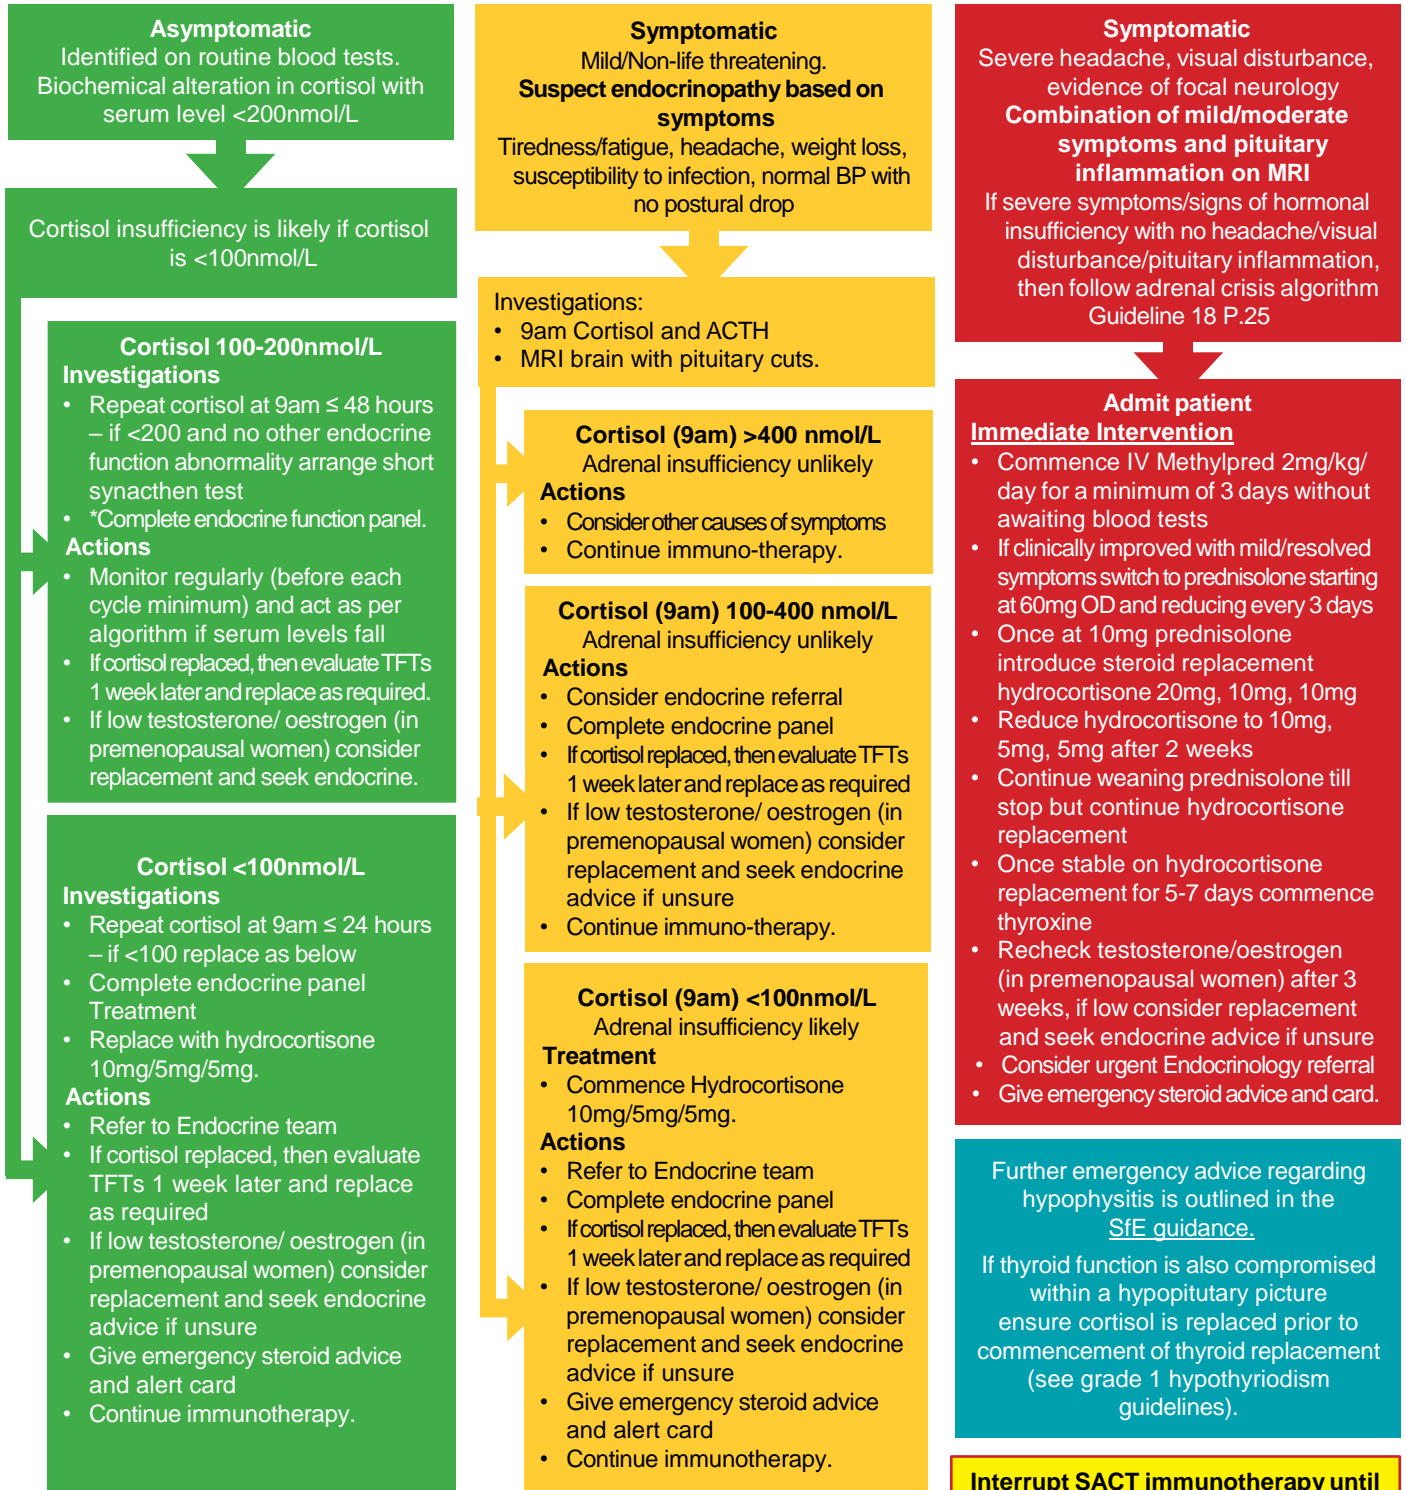 Asymptomatic
Identified on routine blood tests.
Biochemical alteration in cortisol with
serum level <200nmol/L
Cortisol insufficiency is likely if cortisol
is <100nmol/L
Cortisol 100-200nmol/L
Investigations
• Repeat cortisol at 9am ≤ 48 hours
– if <200 and no other endocrine
function abnormality arrange short
synacthen test
• *Complete endocrine function panel.
Actions
• Monitor regularly (before each
cycle minimum) and act as per
algorithm if serum levels fall
• If cortisol replaced, then evaluate TFTs
1 week later and replace as required.
• If low testosterone/ oestrogen (in
premenopausal women) consider
replacement and seek endocrine.
Cortisol <100nmol/L
Investigations
• Repeat cortisol at 9am ≤ 24 hours
– if <100 replace as below
• Complete endocrine panel
Treatment
• Replace with hydrocortisone
10mg/5mg/5mg.
Actions
• Refer to Endocrine team
• If cortisol replaced, then evaluate
TFTs 1 week later and replace
as required
• If low testosterone/ oestrogen (in
premenopausal women) consider
replacement and seek endocrine
advice if unsure
• Give emergency steroid advice
and alert card
• Continue immunotherapy.
Symptomatic
Mild/Non-life threatening.
Suspect endocrinopathy based on
symptoms
Tiredness/fatigue, headache, weight loss,
susceptibility to infection, normal BP with
no postural drop
Investigations:
• 9am Cortisol and ACTH
• MRI brain with pituitary cuts.
Cortisol (9am) >400 nmol/L
Adrenal insufficiency unlikely
Actions
• Consider other causes of symptoms
• Continue immuno-therapy.
Cortisol (9am) 100-400 nmol/L
Adrenal insufficiency unlikely
Actions
• Consider endocrine referral
• Complete endocrine panel
• If cortisol replaced, then evaluate TFTs
1 week later and replace as required
• If low testosterone/ oestrogen (in
premenopausal women) consider
replacement and seek endocrine
advice if unsure
• Continue immuno-therapy.
Cortisol (9am) <100nmol/L
Adrenal insufficiency likely
Treatment
• Commence Hydrocortisone
10mg/5mg/5mg.
Actions
• Refer to Endocrine team
• Complete endocrine panel
• If cortisol replaced, then evaluate TFTs
1 week later and replace as required
• If low testosterone/ oestrogen (in
premenopausal women) consider
replacement and seek endocrine
advice if unsure
• Give emergency steroid advice
and alert card
• Continue immunotherapy.
Symptomatic
Severe headache, visual disturbance,
evidence of focal neurology
Combination of mild/moderate
symptoms and pituitary
inflammation on MRI
If severe symptoms/signs of hormonal
insufficiency with no headache/visual
disturbance/pituitary inflammation,
then follow adrenal crisis algorithm
Guideline 18 P.25
Admit patient
Immediate Intervention
• Commence IV Methylpred 2mg/kg/
day for a minimum of 3 days without
awaiting blood tests
• If clinically improved with mild/resolved
symptoms switch to prednisolone starting
at 60mg OD and reducing every 3 days
• Once at 10mg prednisolone
introduce steroid replacement
hydrocortisone 20mg, 10mg, 10mg
• Reduce hydrocortisone to 10mg,
5mg, 5mg after 2 weeks
• Continue weaning prednisolone till
stop but continue hydrocortisone
replacement
• Once stable on hydrocortisone
replacement for 5-7 days commence
thyroxine
• Recheck testosterone/oestrogen
(in premenopausal women) after 3
weeks, if low consider replacement
and seek endocrine advice if unsure
• Consider urgent Endocrinology referral
• Give emergency steroid advice and card.
Further emergency advice regarding
hypophysitis is outlined in the
SfE guidance.
If thyroid function is also compromised
within a hypopitutary picture
ensure cortisol is replaced prior to
commencement of thyroid replacement
(see grade 1 hypothyriodism
guidelines).
Interrupt SACT immunotherapy until